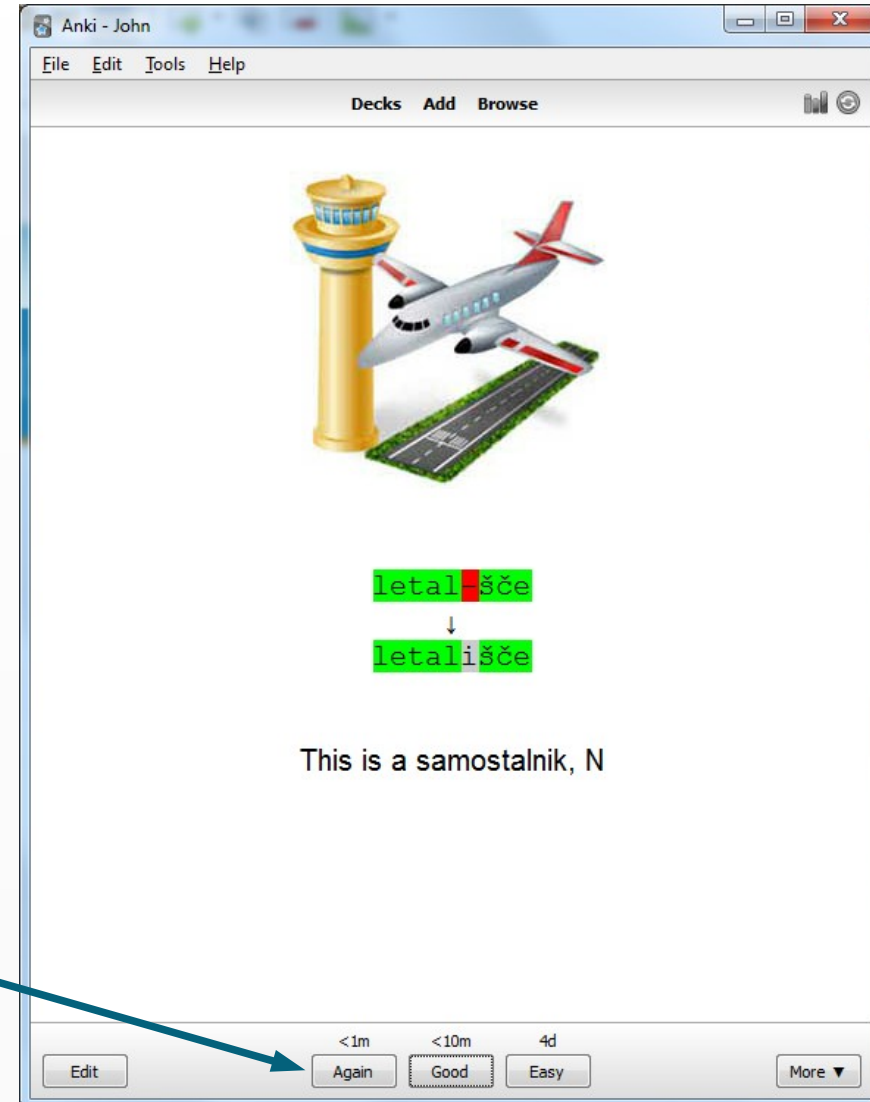 Anki - John
File Edit Tools Help
Decks Add Browse
letal-šče
↓
letališče
This is a samostalnik, N
<1m <10m 4d
Edit Again Good Easy More ▼